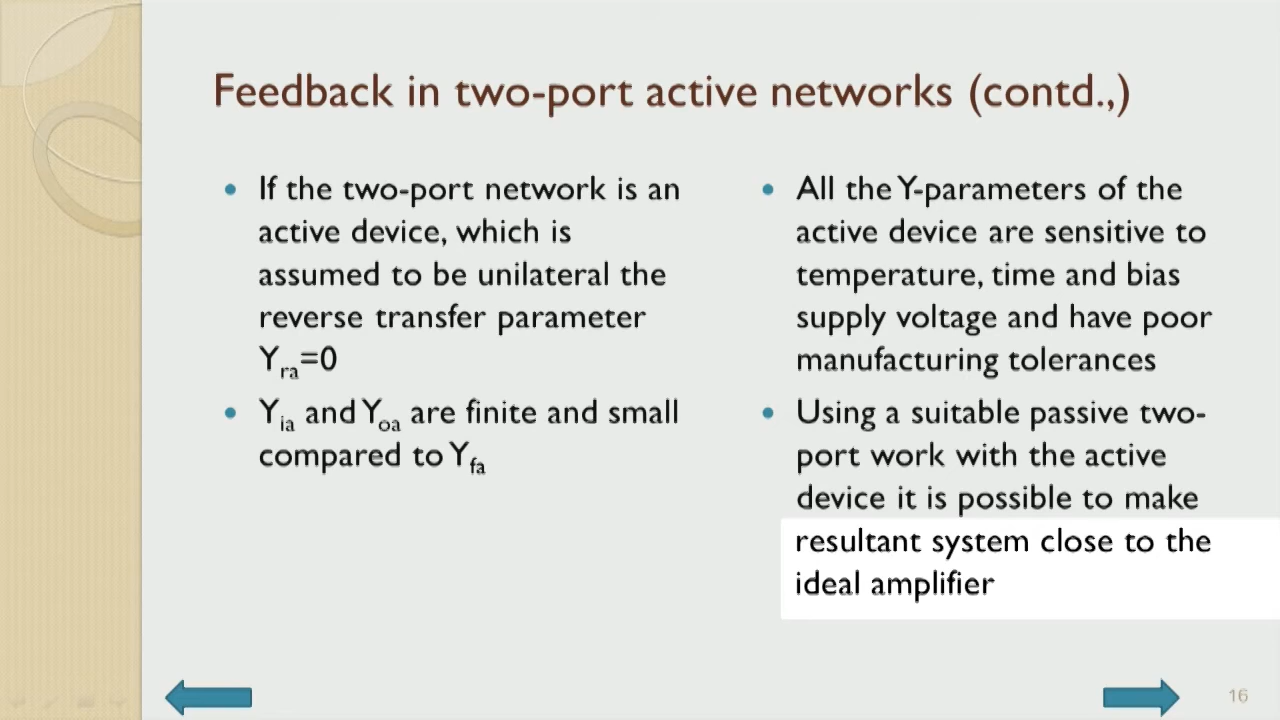 Feedback in two-port active networks (contd.,)
• If the two-port network is an
active device, which is
assumed to be unilateral the
reverse transfer parameter
Yra=0
• Yia and Yoa are finite and small
compared to Yfa
• All the Y-parameters of the
active device are sensitive to
temperature, time and bias
supply voltage and have poor
manufacturing tolerances
• Using a suitable passive two-
port work with the active
device it is possible to make
resultant system close to the
ideal amplifier
16